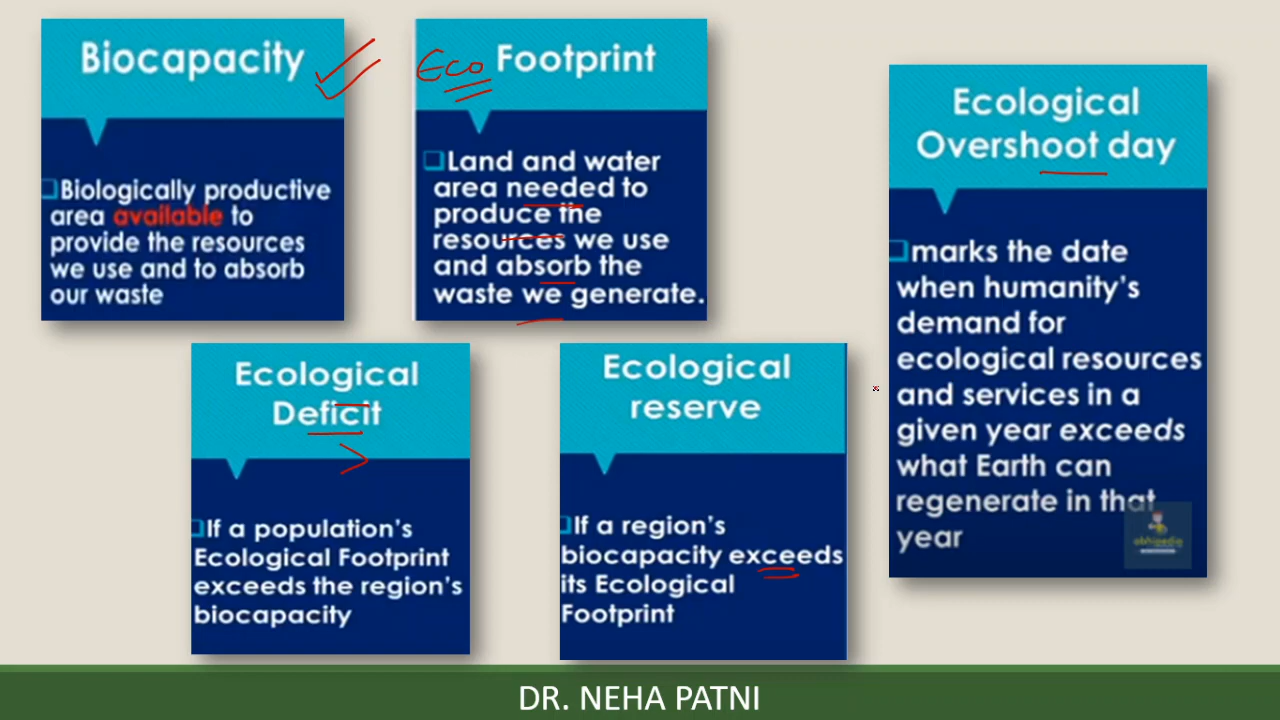 Biocapacity
Biologically productive
area available to
provide the resources
we use and to absorb
our waste
Eco Footprint
Land and water
area needed to
produce the
resources we use
and absorb the
waste we generate.
Ecological
Overshoot day
marks the date
when humanity's
demand for
ecological resources
and services in a
given year exceeds
what Earth can
regenerate in that
year
abhipedia
Ecological
Deficit
>
If a population's
Ecological Footprint
exceeds the region's
biocapacity
Ecological
reserve
If a region's
biocapacity exceeds
its Ecological
Footprint
DR. NEHA PATNI